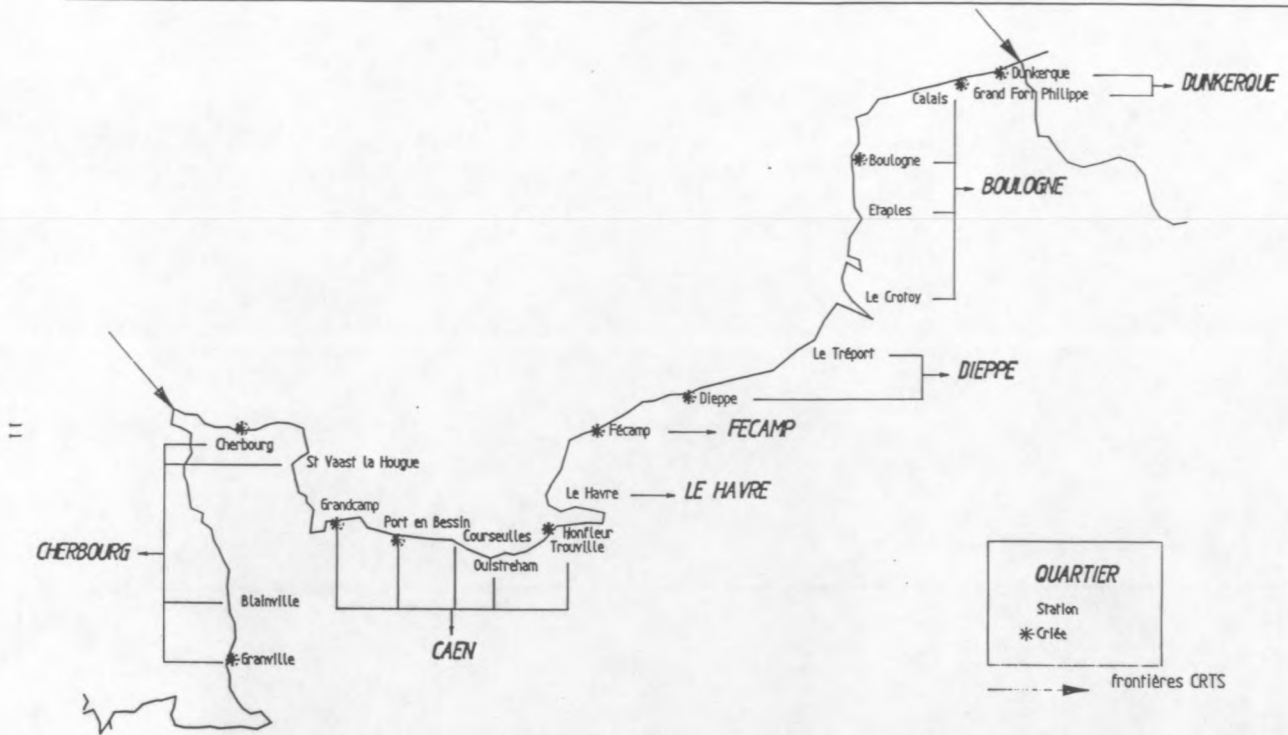 Dunkerque
DUNKERQUE
Calais
Grand Fort Philippe
Boulogne
BOULOGNE
Etaples
Le Crotoy
Le Tréport
DIEPPE
Dieppe
Fécamp
FECAMP
Cherbourg
St Vaast la Hougue
Le Havre
LE HAVRE
Grandcamp
Port en Bessin
Courseulles
Honfleur
Trouville
Ouistreham
CHERBOURG
Blainville
CAEN
Granville
QUARTIER
Station
Criée
frontières CRTS
11